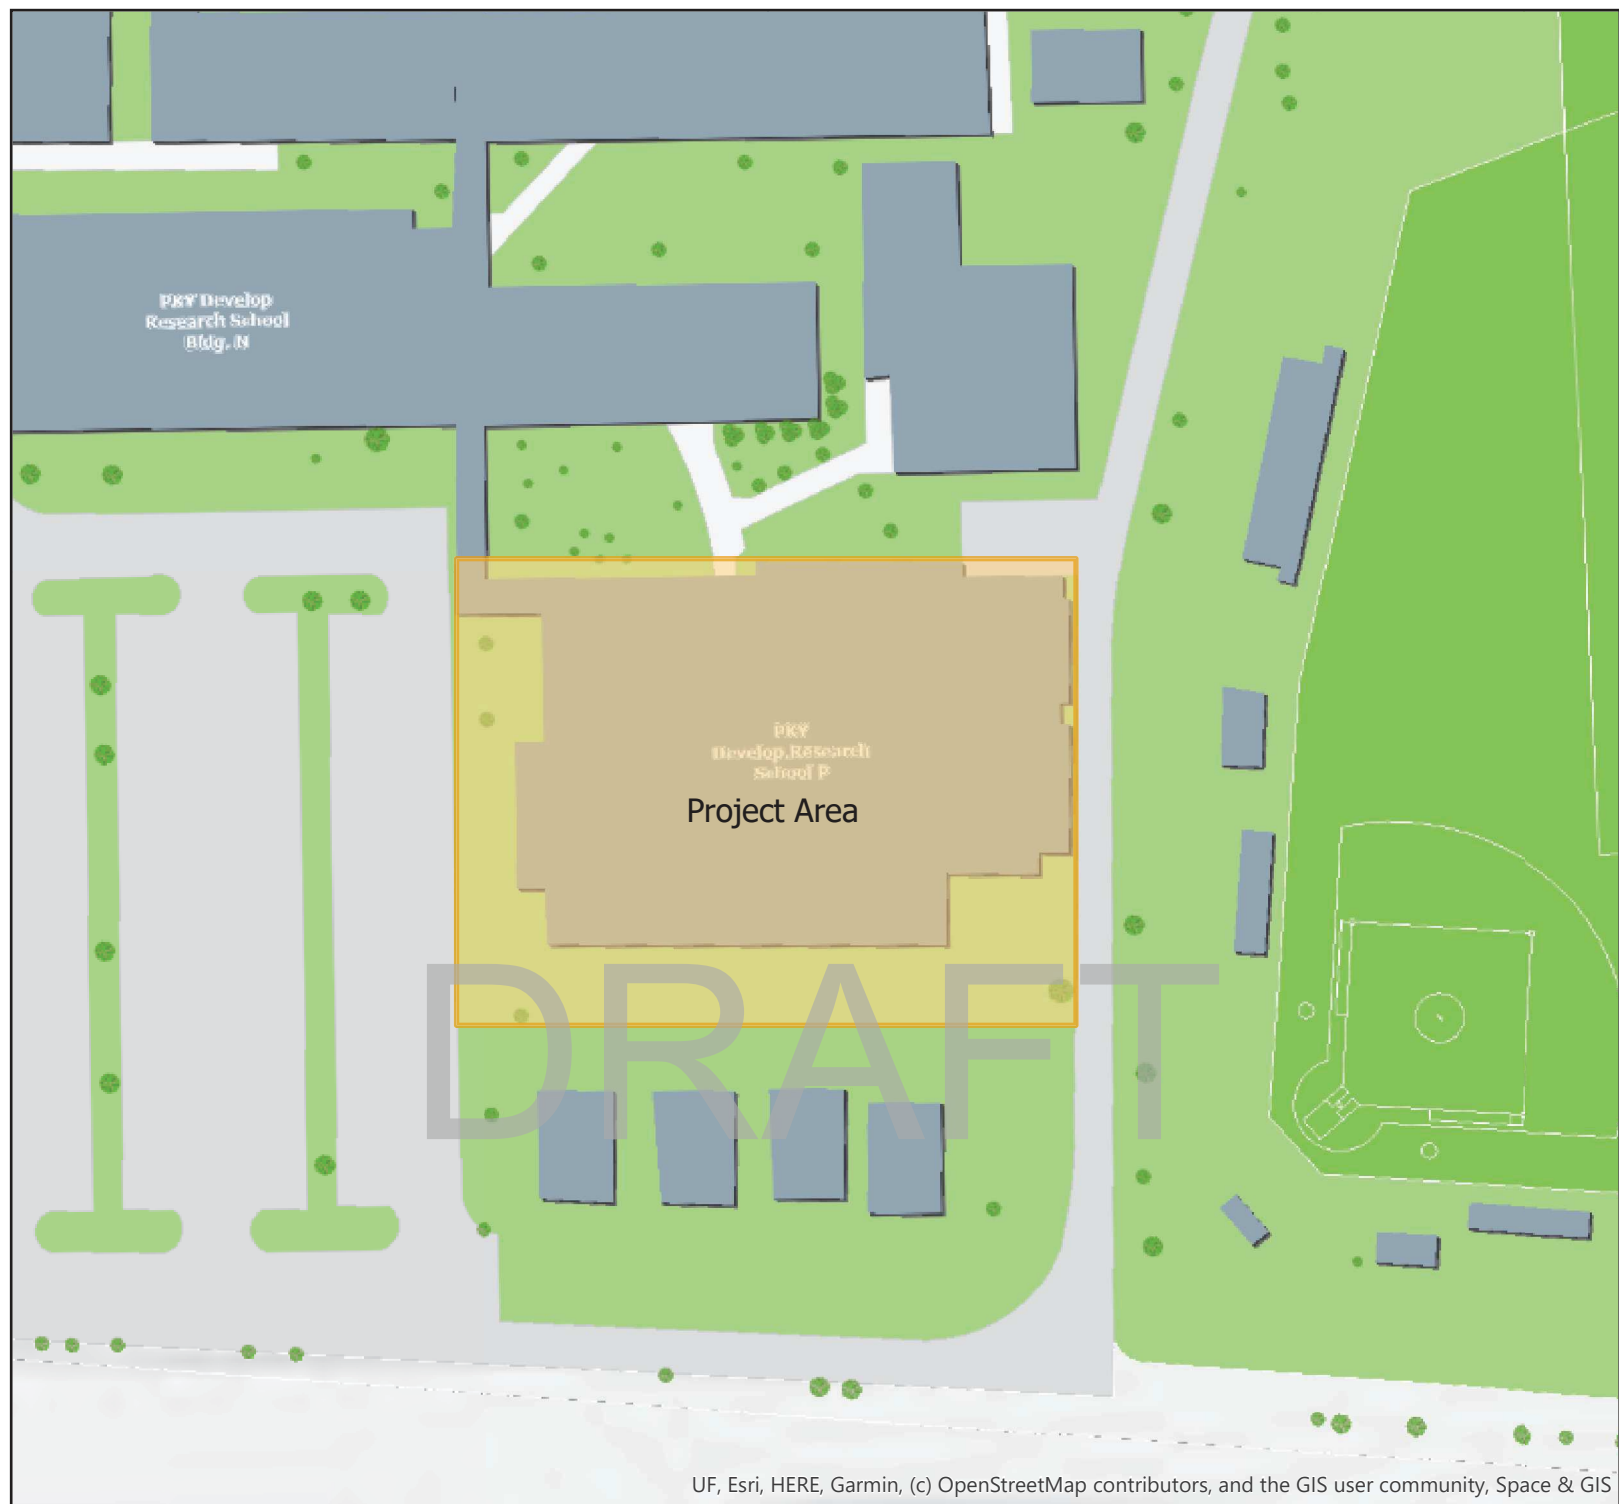 PKY Develop
Research School
Bldg. N
PKY
Develop.Research
School P
Project Area
DRAFT
UF, Esri, HERE, Garmin, (c) OpenStreetMap contributors, and the GIS user community, Space & GIS